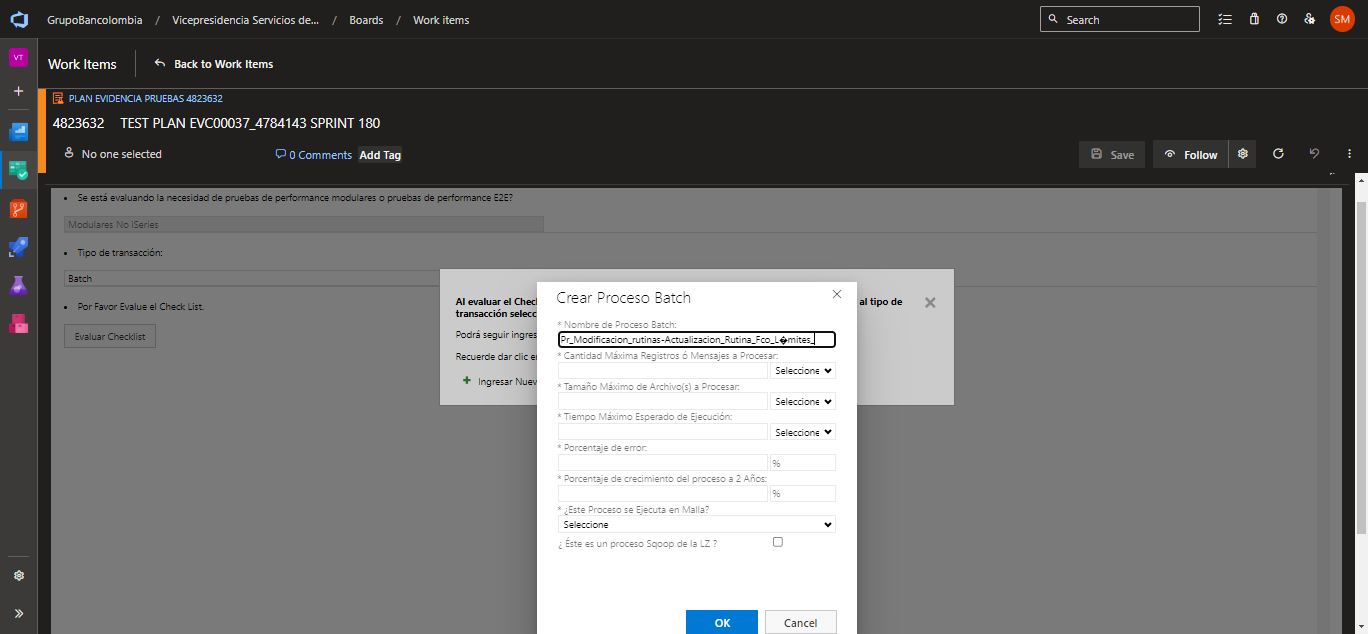 GrupoBancolombia / Vicepresidencia Servicios de... / Boards / Work items
Search
SM
VT
Work Items
Back to Work Items
PLAN EVIDENCIA PRUEBAS 4823632
4823632 TEST PLAN EVC00037_4784143 SPRINT 180
No one selected
0 Comments
Add Tag
Save
Follow
• Se está evaluando la necesidad de pruebas de performance modulares o pruebas de performance E2E?
Modulares No ISeries
• Tipo de transacción:
Batch
• Por Favor Evalue el Check List.
Evaluar Checklist
Al evaluar el Chec
al tipo de
transacción selecc
Podrá seguir ingres
Recuerde dar clic e
Ingresar Nuev
Crear Proceso Batch
* Nombre de Proceso Batch:
Pr_Modificacion_rutinas-Actualizacion_Rutina_Fco_L�mites_
* Cantidad Máxima Registros ó Mensajes a Procesar:
Seleccione
* Tamaño Máximo de Archivo(s) a Procesar:
Seleccione
* Tiempo Máximo Esperado de Ejecución:
Seleccione
* Porcentaje de error:
%
* Porcentaje de crecimiento del proceso a 2 Años:
%
* ¿Este Proceso se Ejecuta en Malla?
Seleccione
¿ Éste es un proceso Sqoop de la LZ ?
OK
Cancel